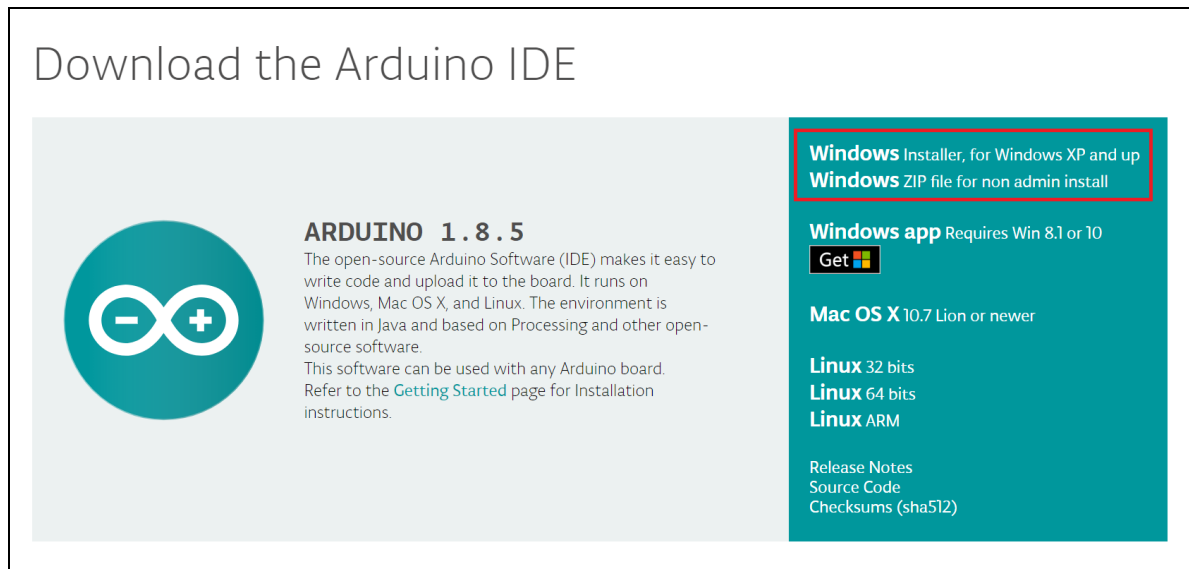 Download the Arduino IDE
ARDUINO 1.8.5
The open-source Arduino Software (IDE) makes it easy to
write code and upload it to the board. It runs on
Windows, Mac OS X, and Linux. The environment is
written in Java and based on Processing and other open-
source software.
This software can be used with any Arduino board.
Refer to the Getting Started page for Installation
instructions.
Windows Installer, for Windows XP and up
Windows ZIP file for non admin install
Windows app Requires Win 8.1 or 10
Get
Mac OS X 10.7 Lion or newer
Linux 32 bits
Linux 64 bits
Linux ARM
Release Notes
Source Code
Checksums (sha512)